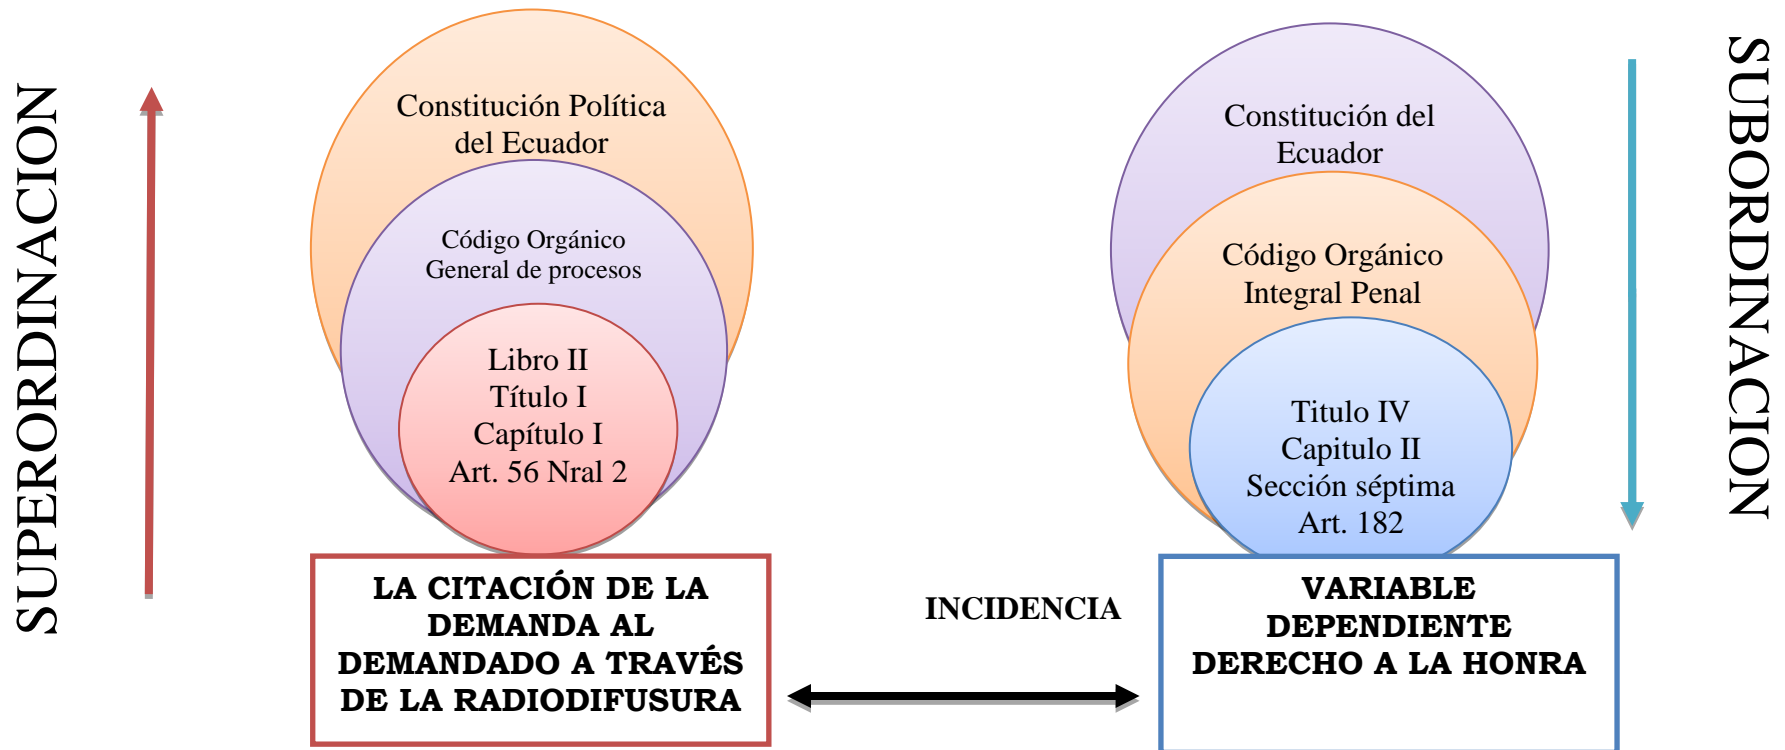 SUPERORDINACION
Constitución Política
del Ecuador
Código Orgánico
General de procesos
Libro II
Título I
Capítulo I
Art. 56 Nral 2
LA CITACIÓN DE LA
DEMANDA AL
DEMANDADO A TRAVÉS
DE LA RADIODIFUSURA
INCIDENCIA
Constitución del
Ecuador
Código Orgánico
Integral Penal
Titulo IV
Capitulo II
Sección séptima
Art. 182
VARIABLE
DEPENDIENTE
DERECHO A LA HONRA
SUBORDINACION